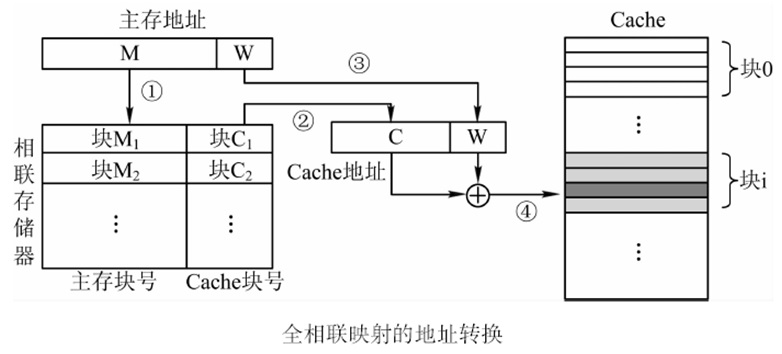 主存地址
Cache
M W
③
块0
①
②
块M₁ 块C₁
C W
块M₂ 块C₂
Cache地址
相联存储器
④
块i
主存块号 Cache块号
全相联映射的地址转换